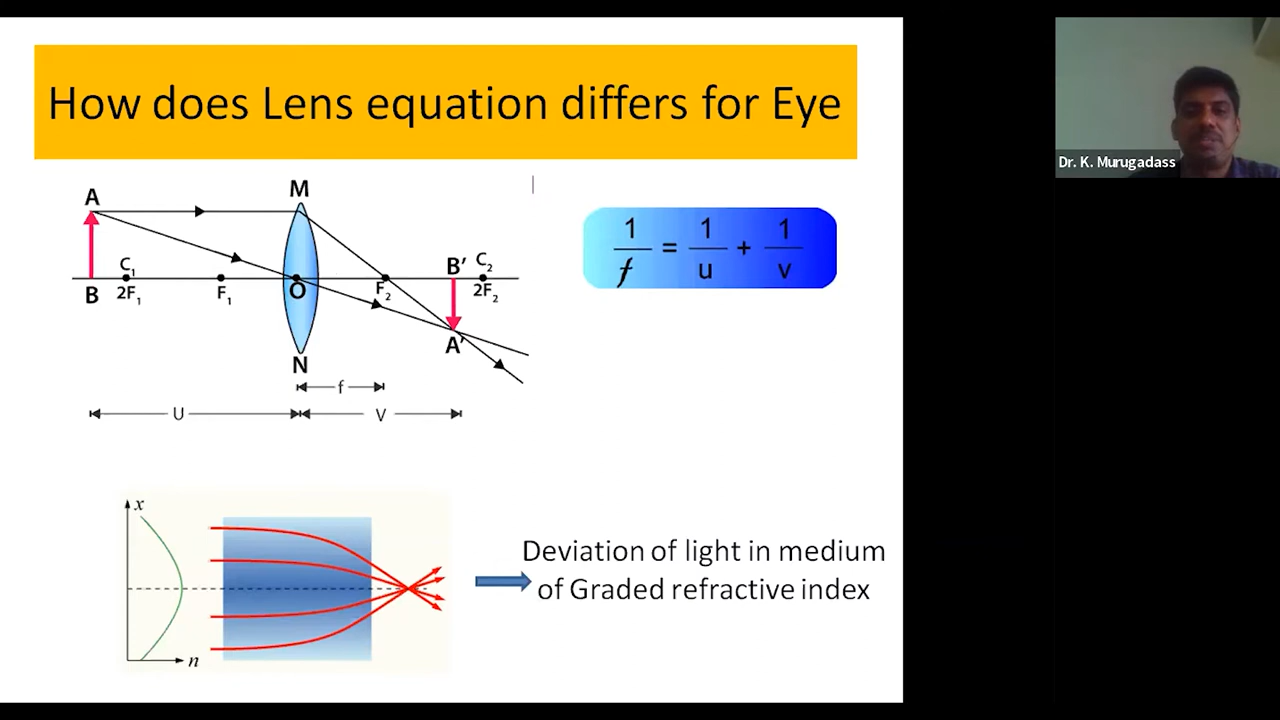 How does Lens equation differs for Eye
Dr. K. Murugadass
A
M
C₁
B' C₂
B 2F₁ F₁ O F₂ 2F₂
A'
N
f
U V
1/f = 1/u + 1/v
x
n
Deviation of light in medium
of Graded refractive index